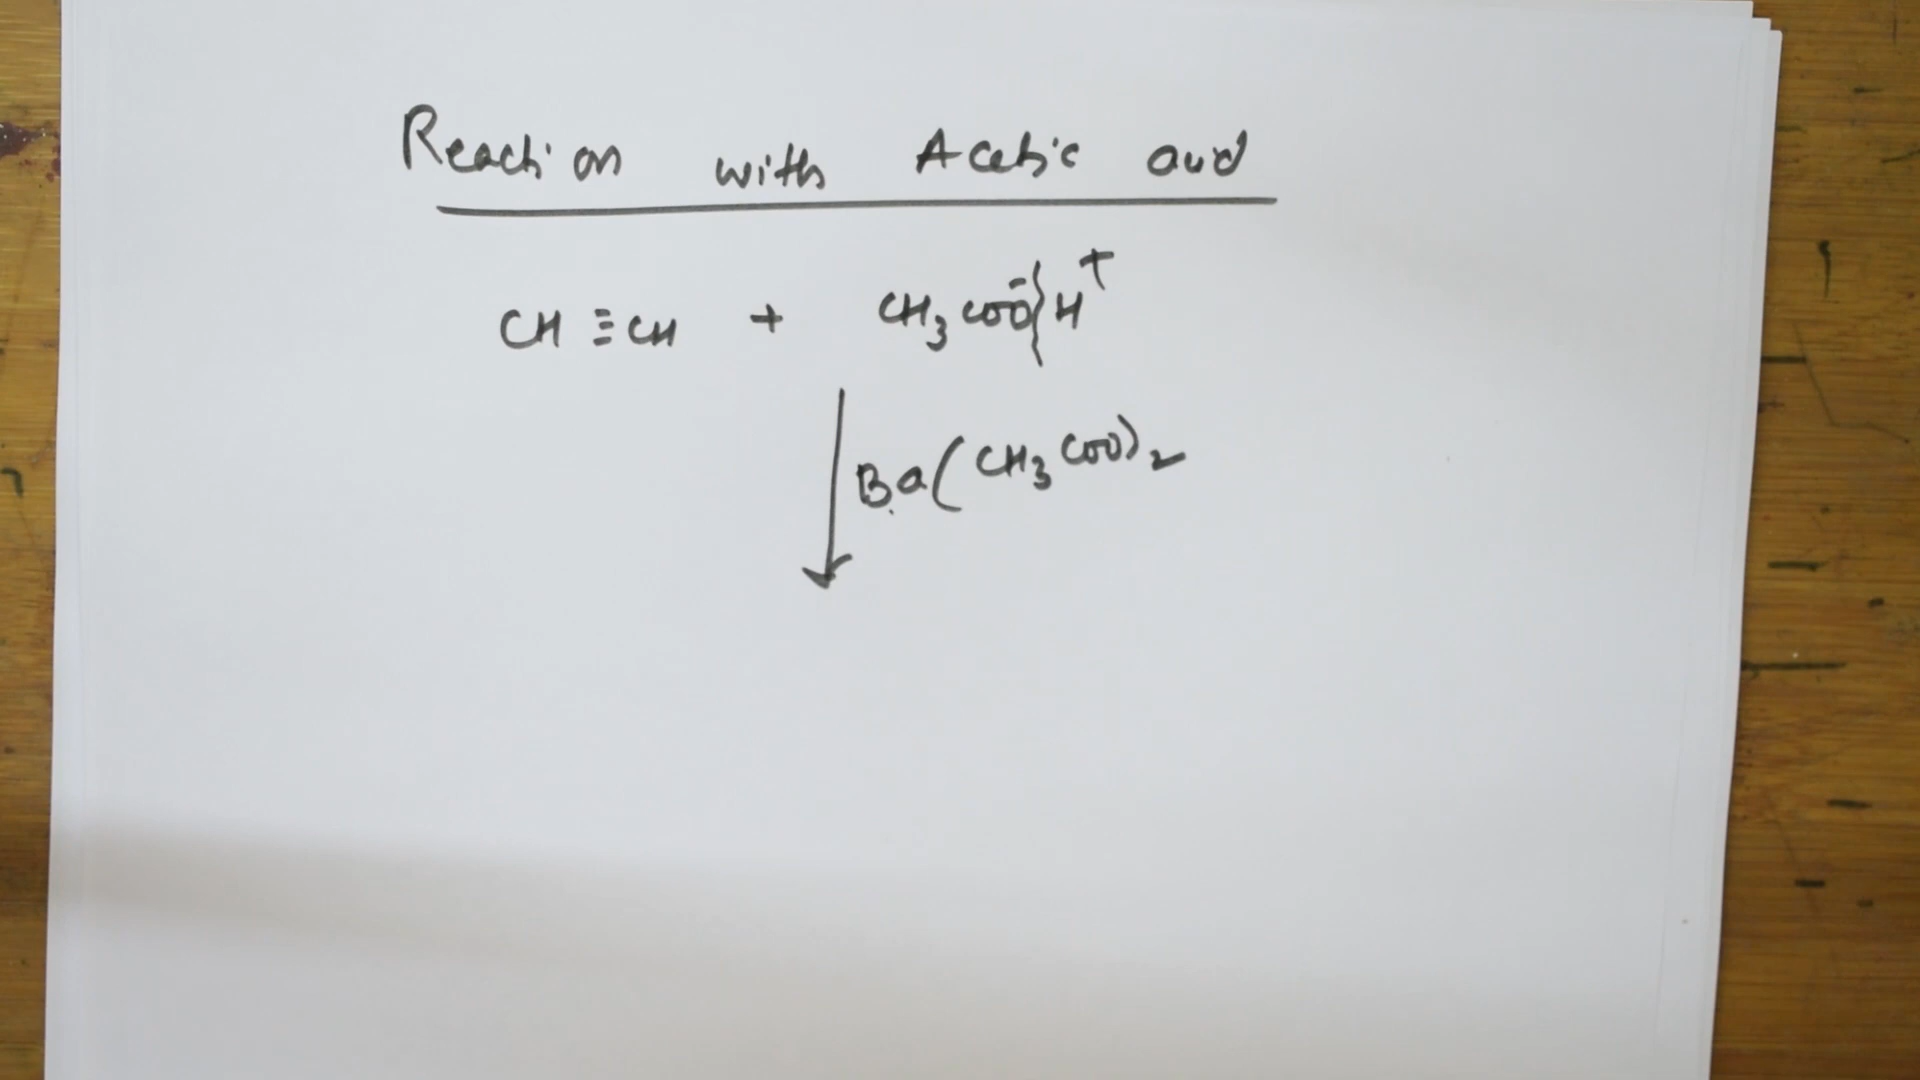 Reaction with Acetic acid
CH ≡ CH + CH₃COO⁻ } H⁺
Ba(CH₃COO)₂